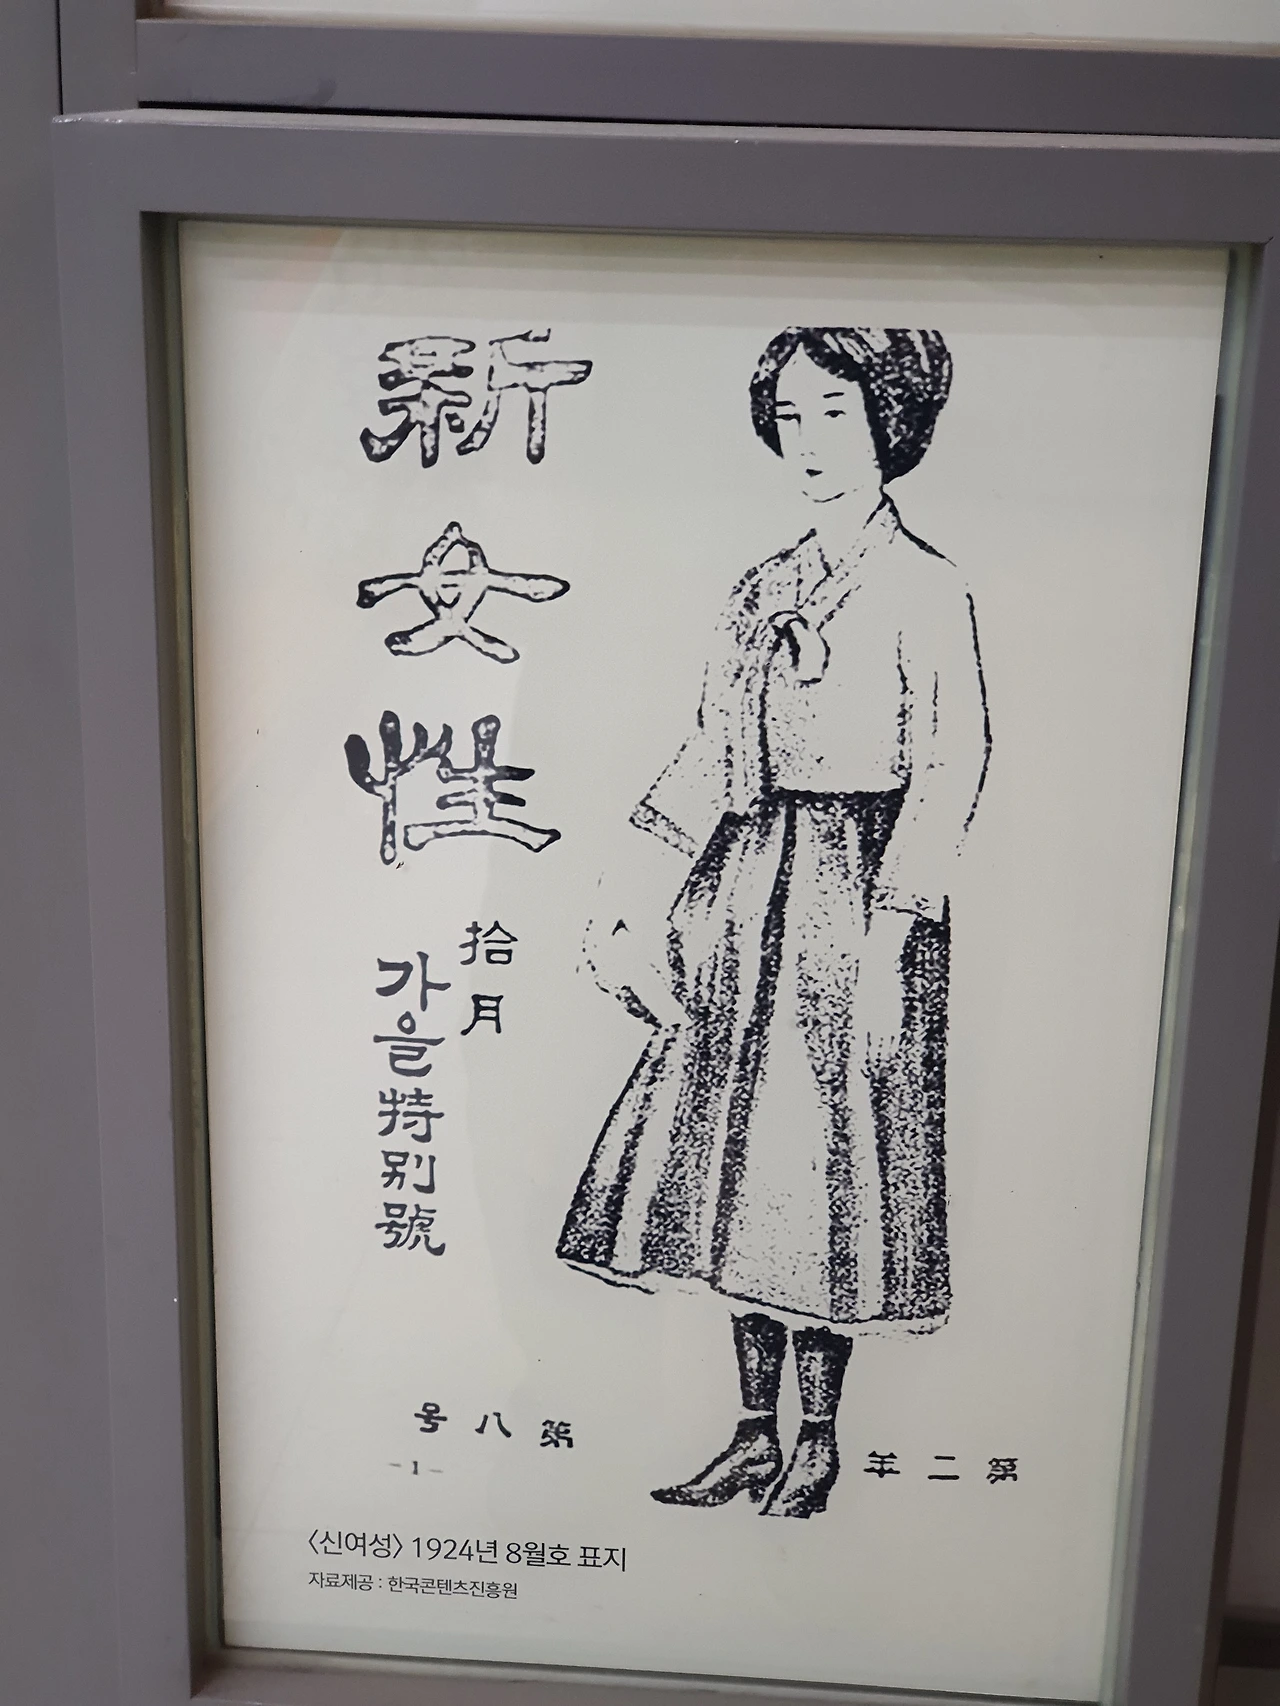 新女性
拾月
가을特別號
号八第
年二第
-1-
〈신여성〉 1924년 8월호 표지
자료제공 : 한국콘텐츠진흥원